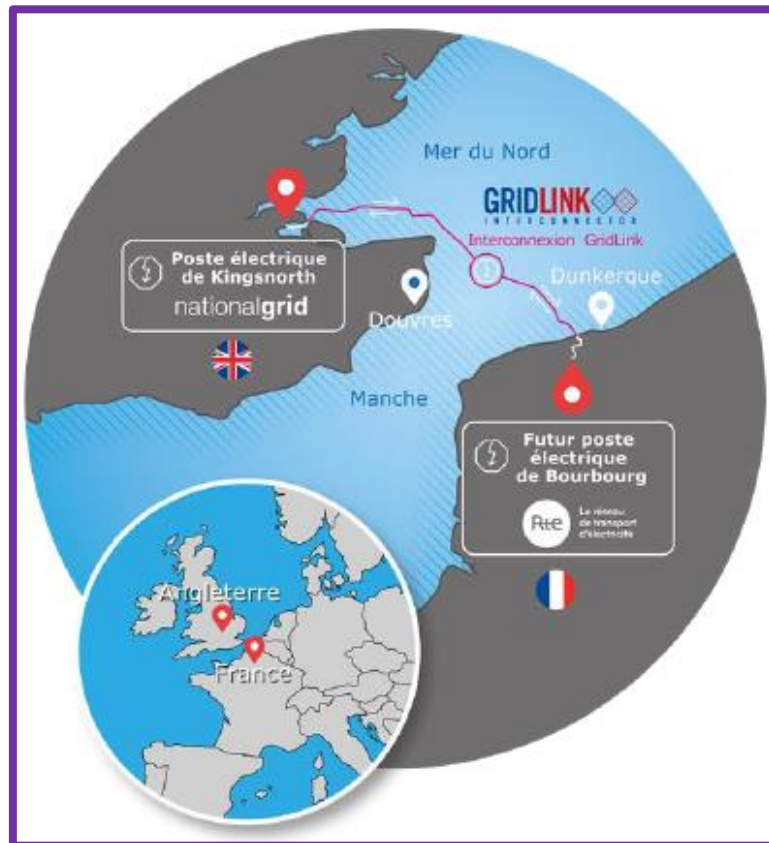 Mer du Nord
GRIDLINK
INTERCONNECTOR
Interconnexion GridLink
Poste électrique
de Kingsnorth
nationalgrid
Dunkerque
Douvres
Manche
Futur poste
électrique
de Bourbourg
Rte
Le réseau
de transport
d'électricité
Angleterre
France